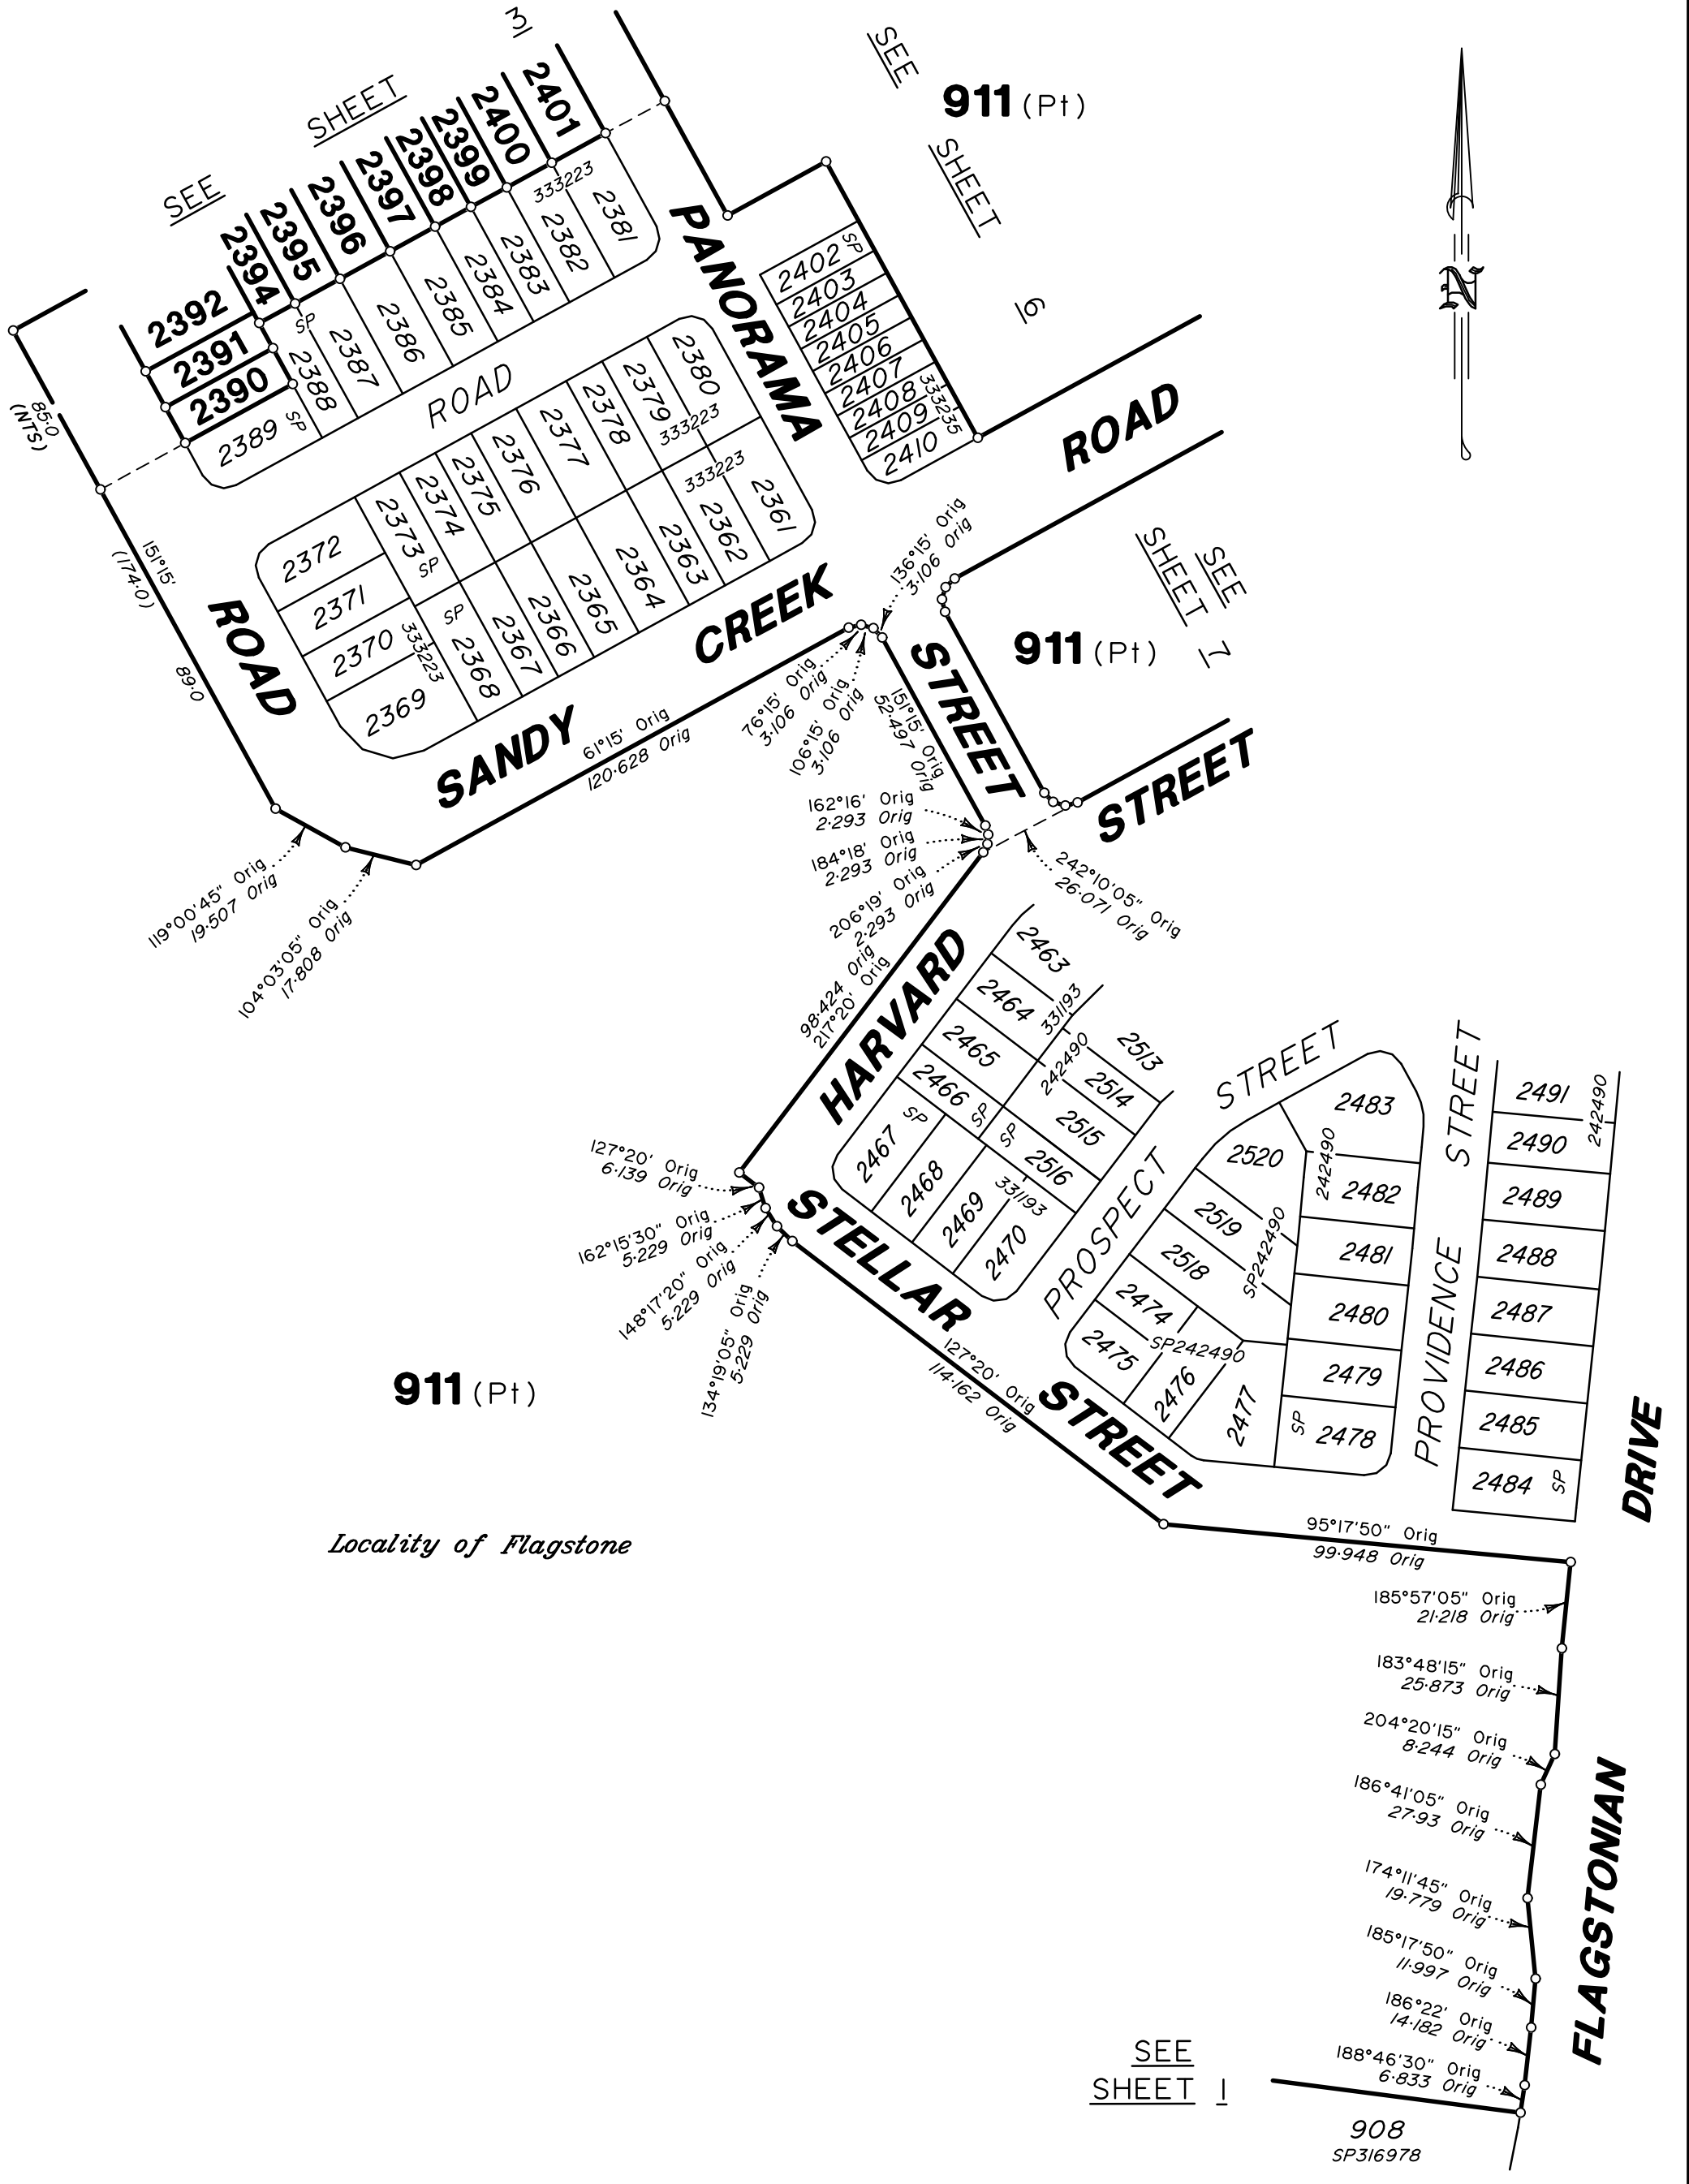 SEE SHEET 3
2401
2400
2399
2398
2397
2396
2395
2394
2392
2391
2390
333223
2381
2382
2383
2384
2385
2386
2387
SP
2388
2389 SP
ROAD
85·0
(NTS)
SEE SHEET 6
911 (Pt)
N
PANORAMA
2402 SP
2403
2404
2405
2406
2407
2408
2409
333235
2410
ROAD
2380
2379
333223
2378
2377
2376
2375
2374
2373
SP
2372
2371
2370
333223
2369
SP
2368
2367
2366
2365
2364
2363
333223
2362
2361
151°15'
(174·0)
89·0
ROAD
SANDY CREEK
61°15' Orig
120·628 Orig
119°00'45" Orig
19·507 Orig
104°03'05" Orig
17·808 Orig
76°15' Orig
3·106 Orig
106°15' Orig
3·106 Orig
136°15' Orig
3·106 Orig
151°15' Orig
52·497 Orig
STREET
911 (Pt)
SEE
SHEET 7
STREET
162°16' Orig
2·293 Orig
184°18' Orig
2·293 Orig
206°19' Orig
2·293 Orig
242°10'05" Orig
26·071 Orig
98·424 Orig
217°20' Orig
HARVARD
2463
2464
331193
2465
2466
SP
2467
SP
2468
2469
331193
2470
2513
242490
2514
2515
SP
2516
127°20' Orig
6·139 Orig
162°15'30" Orig
5·229 Orig
148°17'20" Orig
5·229 Orig
134°19'05" Orig
5·229 Orig
STELLAR STREET
127°20' Orig
114·162 Orig
PROSPECT STREET
2483
242490
2520
2482
2519
SP242490
2481
2518
2480
2474
SP242490
2475
2476
2477
2479
SP
2478
PROVIDENCE STREET
2491
242490
2490
2489
2488
2487
2486
2485
2484 SP
911 (Pt)
Locality of Flagstone
95°17'50" Orig
99·948 Orig
185°57'05" Orig
21·218 Orig
183°48'15" Orig
25·873 Orig
204°20'15" Orig
8·244 Orig
186°41'05" Orig
27·93 Orig
174°11'45" Orig
19·779 Orig
185°17'50" Orig
11·997 Orig
186°22' Orig
14·182 Orig
188°46'30" Orig
6·833 Orig
FLAGSTONIAN DRIVE
SEE
SHEET 1
908
SP316978